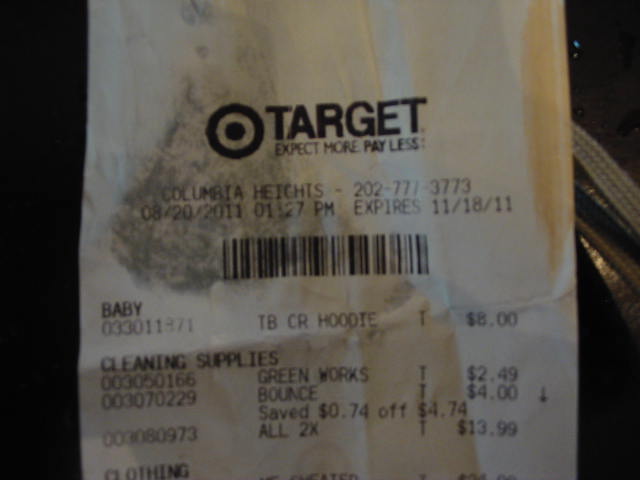 TARGET
EXPECT MORE. PAY LESS.
COLUMBIA HEIGHTS - 202-777-3773
08/20/2011 01:27 PM EXPIRES 11/18/11
BABY
033011871 TB CR HOODIE T $8.00
CLEANING SUPPLIES
003050166 GREEN WORKS T $2.49
003070229 BOUNCE T $4.00 ↓
Saved $0.74 off $4.74
003080973 ALL 2X T $13.99
CLOTHING